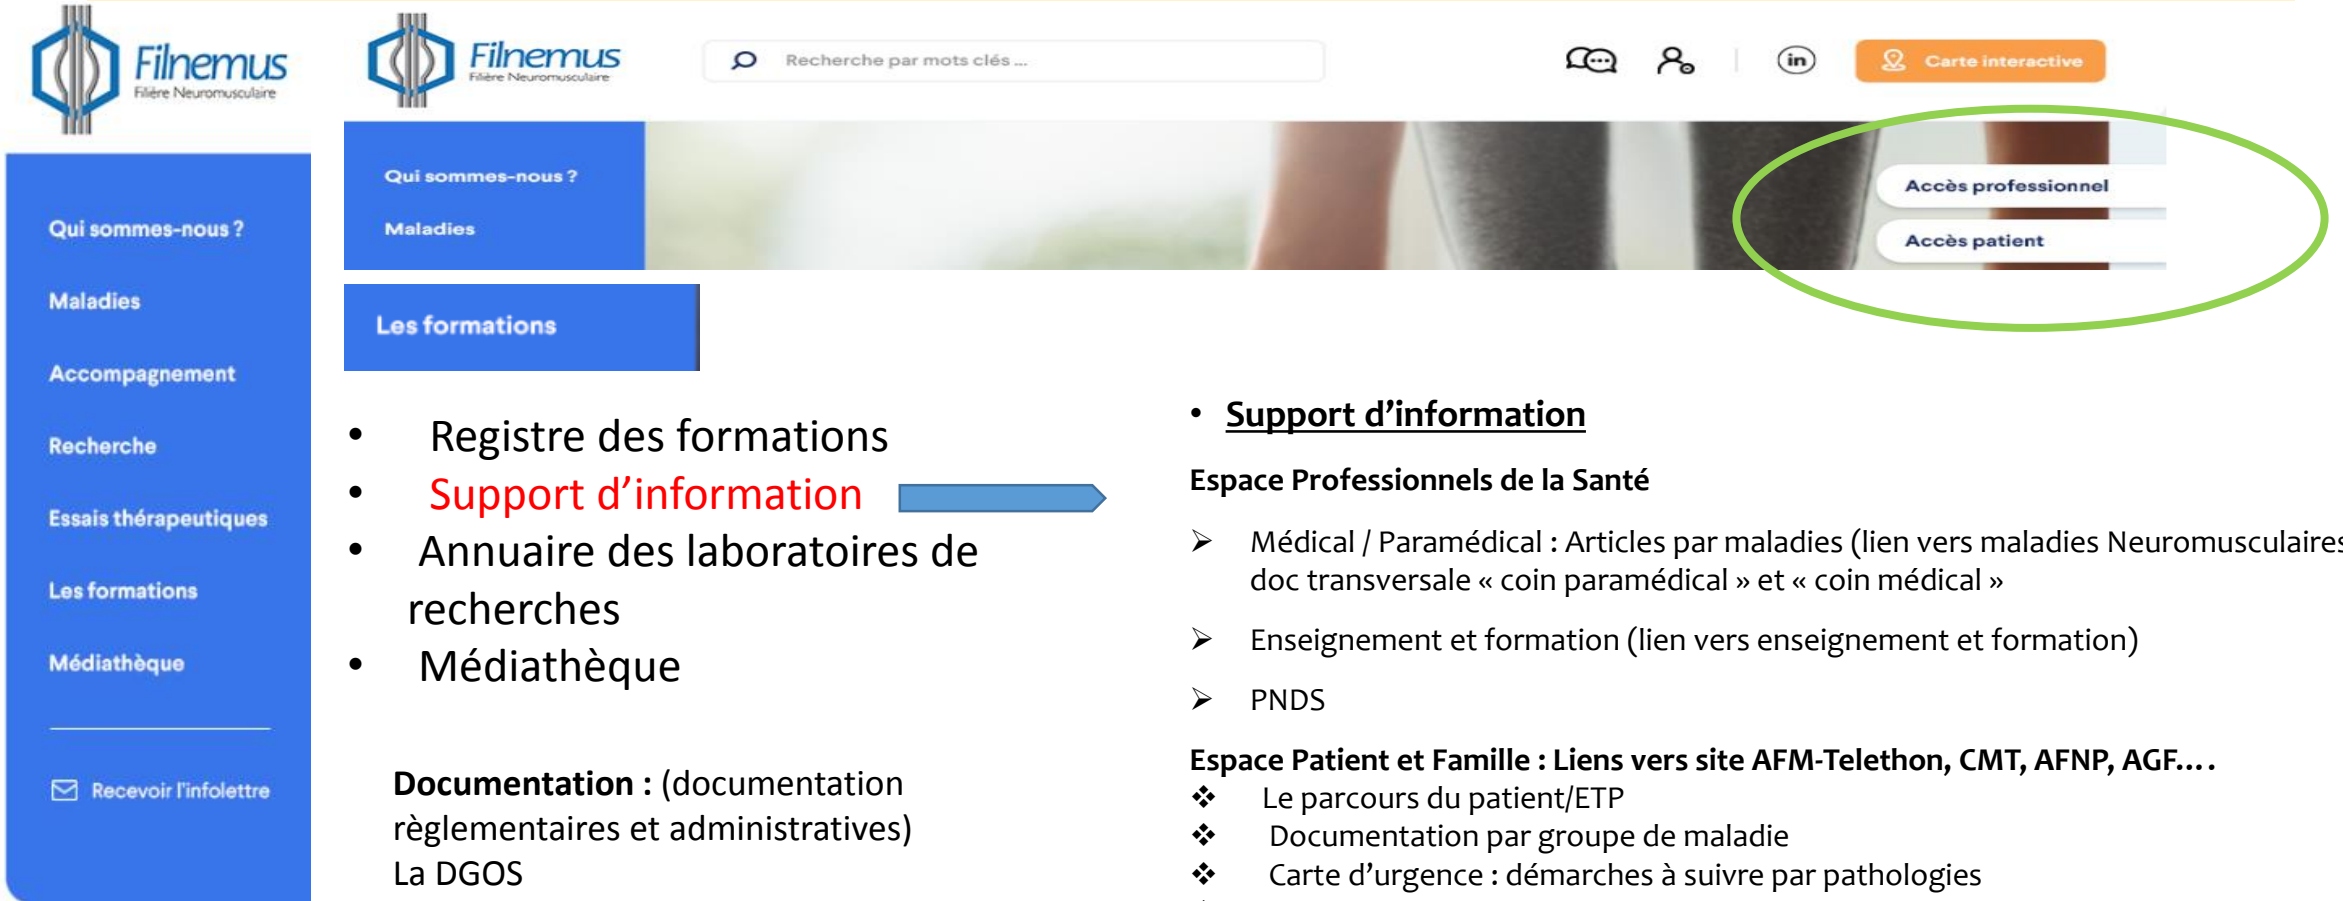 Filnemus
Filière Neuromusculaire
Qui sommes-nous ?
Maladies
Accompagnement
Recherche
Essais thérapeutiques
Les formations
Médiathèque
Recevoir l'infolettre
Filnemus
Filière Neuromusculaire
Recherche par mots clés ...
in
Carte interactive
Qui sommes-nous ?
Maladies
Accès professionnel
Accès patient
Les formations
• Registre des formations
• Support d’information
• Annuaire des laboratoires de
recherches
• Médiathèque
Documentation : (documentation
règlementaires et administratives)
La DGOS
• Support d’information
Espace Professionnels de la Santé
➢ Médical / Paramédical : Articles par maladies (lien vers maladies Neuromusculaires
doc transversale « coin paramédical » et « coin médical »
➢ Enseignement et formation (lien vers enseignement et formation)
➢ PNDS
Espace Patient et Famille : Liens vers site AFM-Telethon, CMT, AFNP, AGF….
❖ Le parcours du patient/ETP
❖ Documentation par groupe de maladie
❖ Carte d’urgence : démarches à suivre par pathologies